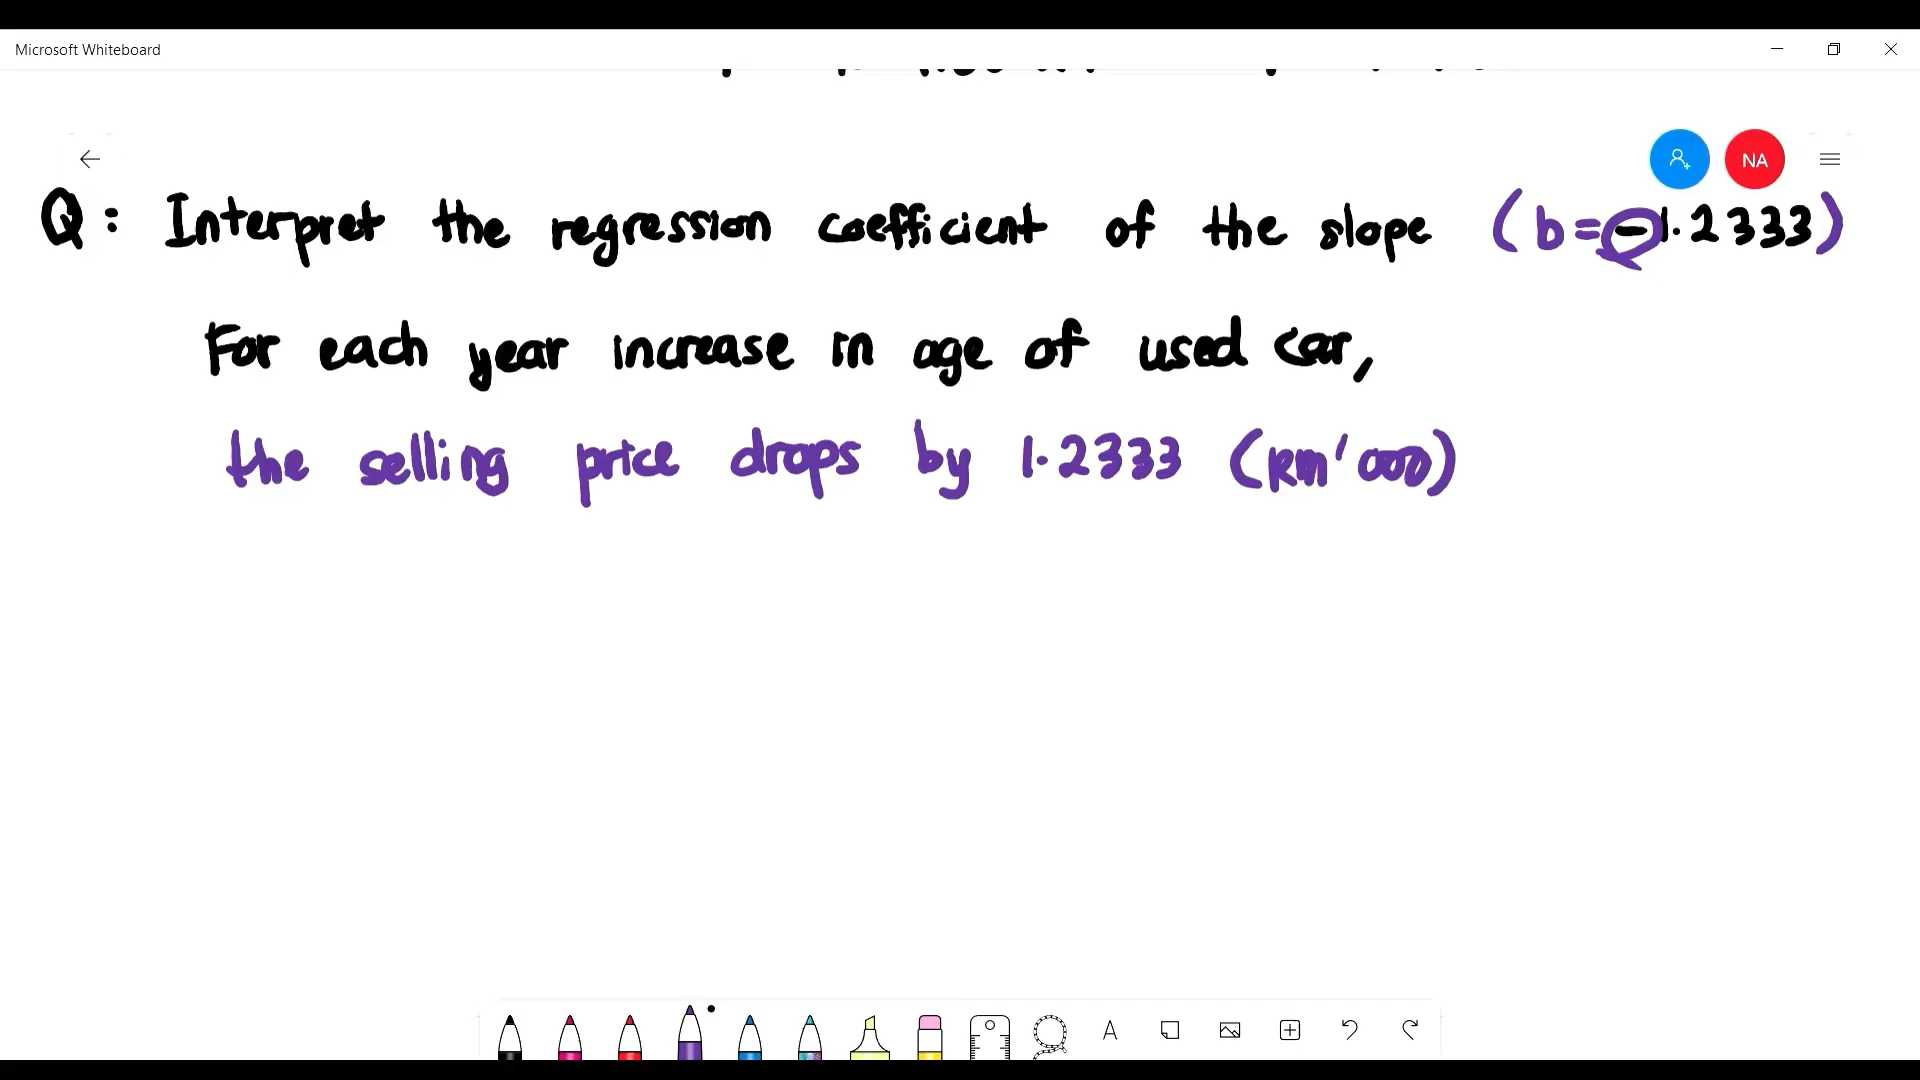 Microsoft Whiteboard
NA
Q: Interpret the regression coefficient of the slope (b=-1.2333)
For each year increase in age of used car,
the selling price drops by 1.2333 (RM'000)
A